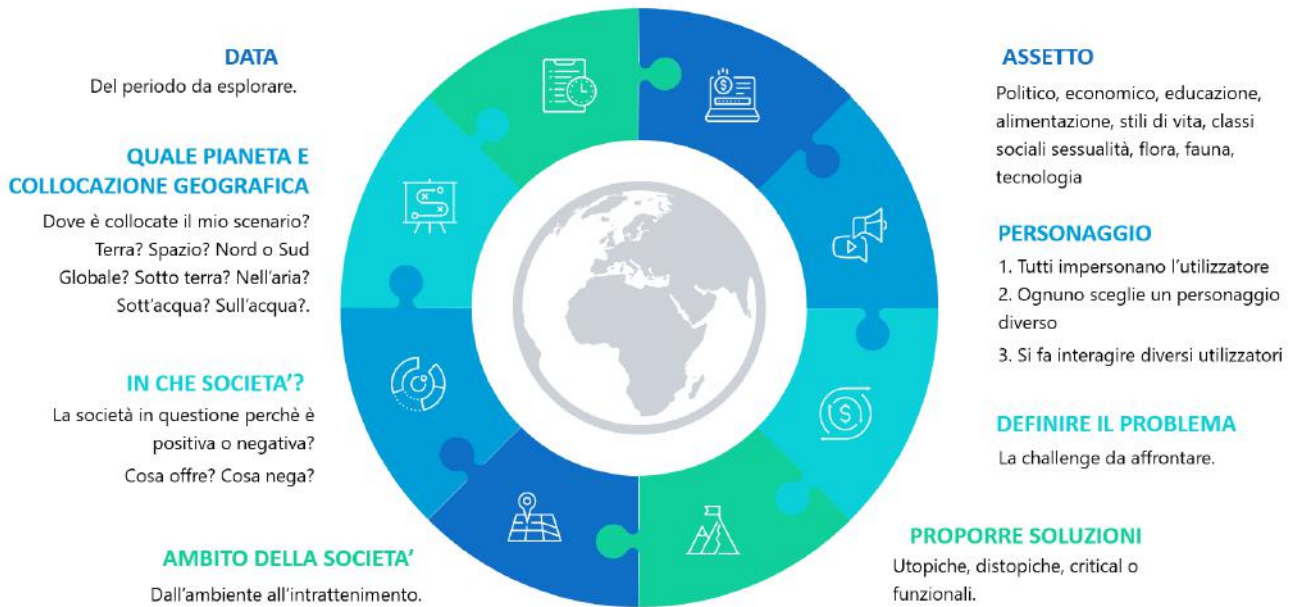 DATA
Del periodo da esplorare.
QUALE PIANETA E
COLLOCAZIONE GEOGRAFICA
Dove è collocate il mio scenario?
Terra? Spazio? Nord o Sud
Globale? Sotto terra? Nell'aria?
Sott'acqua? Sull'acqua?.
IN CHE SOCIETA'?
La società in questione perchè è
positiva o negativa?
Cosa offre? Cosa nega?
AMBITO DELLA SOCIETA'
Dall'ambiente all'intrattenimento.
ASSETTO
Politico, economico, educazione,
alimentazione, stili di vita, classi
sociali sessualità, flora, fauna,
tecnologia
PERSONAGGIO
1. Tutti impersonano l'utilizzatore
2. Ognuno sceglie un personaggio
diverso
3. Si fa interagire diversi utilizzatori
DEFINIRE IL PROBLEMA
La challenge da affrontare.
PROPORRE SOLUZIONI
Utopiche, distopiche, critical o
funzionali.